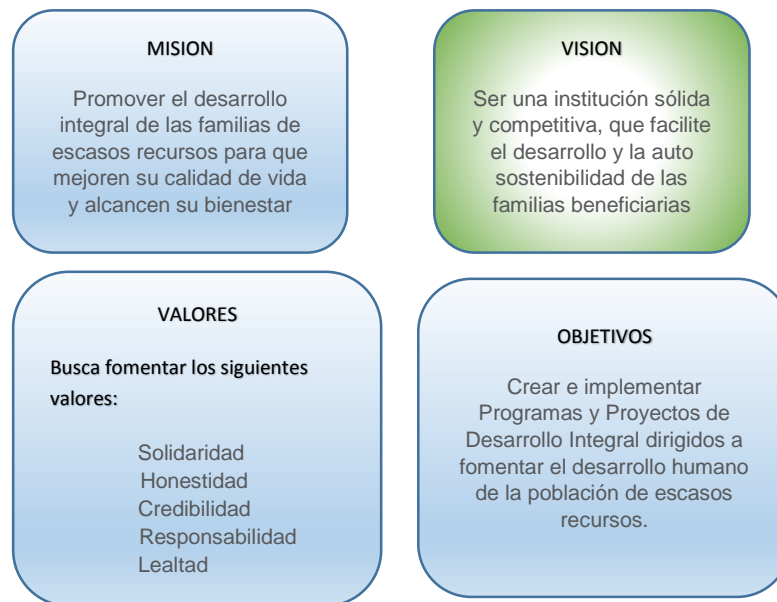 MISION
Promover el desarrollo
integral de las familias de
escasos recursos para que
mejoren su calidad de vida
y alcancen su bienestar
VISION
Ser una institución sólida
y competitiva, que facilite
el desarrollo y la auto
sostenibilidad de las
familias beneficiarias
VALORES
Busca fomentar los siguientes
valores:
Solidaridad
Honestidad
Credibilidad
Responsabilidad
Lealtad
OBJETIVOS
Crear e implementar
Programas y Proyectos de
Desarrollo Integral dirigidos a
fomentar el desarrollo humano
de la población de escasos
recursos.